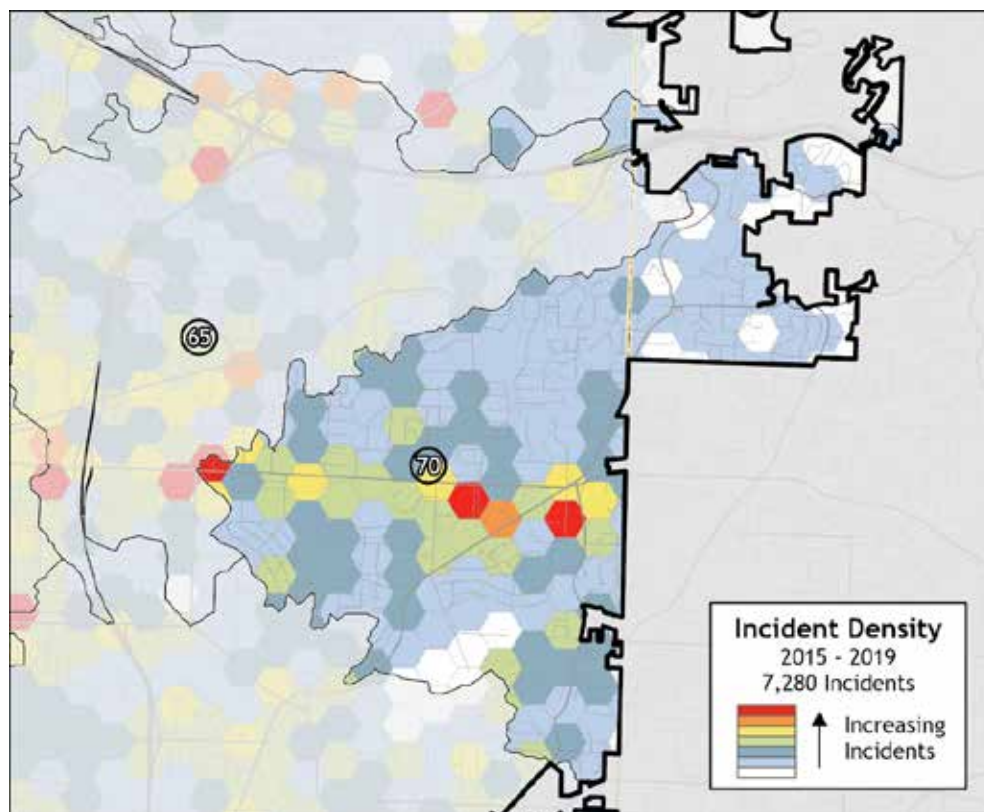 65
70
Incident Density
2015 - 2019
7,280 Incidents
Increasing
Incidents